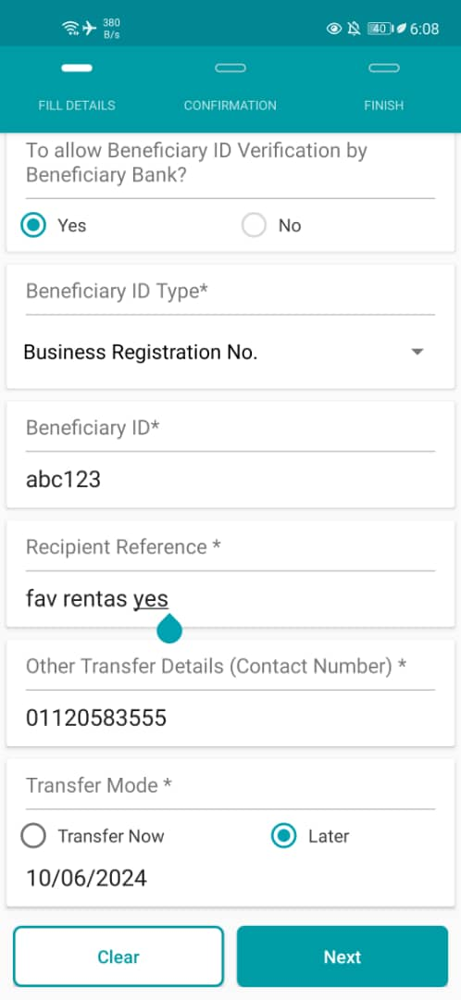 380
B/s
40
6:08
FILL DETAILS
CONFIRMATION
FINISH
To allow Beneficiary ID Verification by
Beneficiary Bank?
Yes
No
Beneficiary ID Type*
Business Registration No.
Beneficiary ID*
abc123
Recipient Reference *
fav rentas yes
Other Transfer Details (Contact Number) *
01120583555
Transfer Mode *
Transfer Now
Later
10/06/2024
Clear
Next